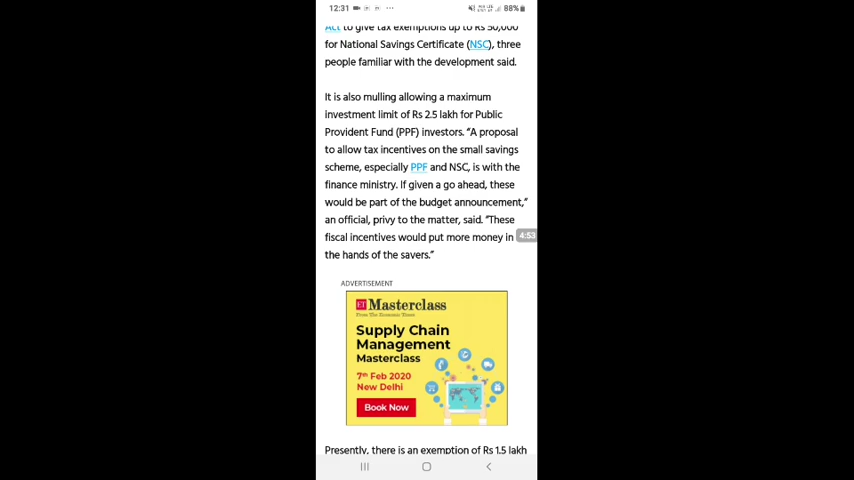 12:31
88%
Act to give tax exemptions up to Rs 50,000
for National Savings Certificate (NSC), three
people familiar with the development said.
It is also mulling allowing a maximum
investment limit of Rs 2.5 lakh for Public
Provident Fund (PPF) investors. “A proposal
to allow tax incentives on the small savings
scheme, especially PPF and NSC, is with the
finance ministry. If given a go ahead, these
would be part of the budget announcement,”
an official, privy to the matter, said. “These
fiscal incentives would put more money in
4:53
the hands of the savers.”
ADVERTISEMENT
ET Masterclass
From The Economic Times
Supply Chain
Management
Masterclass
7th Feb 2020
New Delhi
Book Now
Presently, there is an exemption of Rs 1.5 lakh